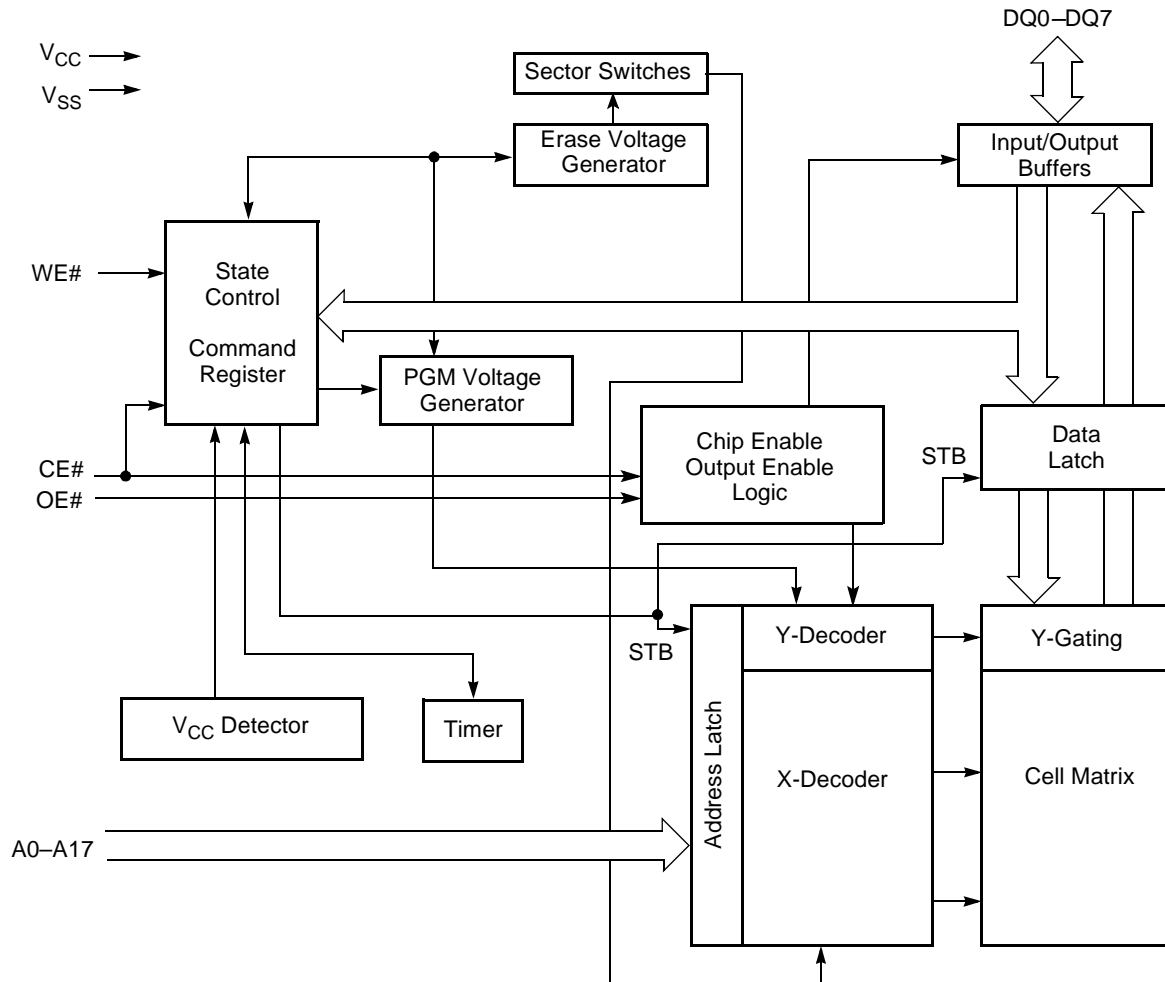 DQ0–DQ7
VCC
VSS
Sector Switches
Erase Voltage
Generator
Input/Output
Buffers
WE#
State
Control
Command
Register
PGM Voltage
Generator
Chip Enable
Output Enable
Logic
CE#
OE#
STB
Data
Latch
STB
Y-Decoder
Y-Gating
VCC Detector
Timer
Address Latch
X-Decoder
Cell Matrix
A0–A17